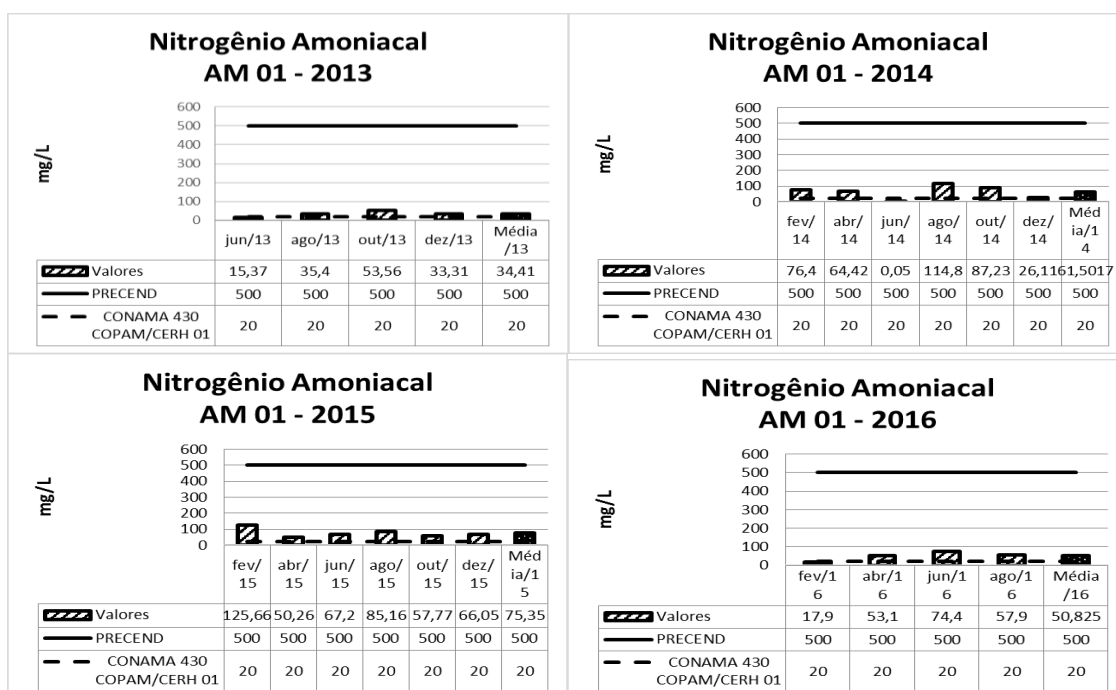 Nitrogênio Amoniacal
AM 01 - 2013
mg/L
600
500
400
300
200
100
0
jun/13 ago/13 out/13 dez/13 Média
/13
Valores 15,37 35,4 53,56 33,31 34,41
PRECEND 500 500 500 500 500
CONAMA 430
COPAM/CERH 01 20 20 20 20 20
Nitrogênio Amoniacal
AM 01 - 2014
mg/L
600
500
400
300
200
100
0
fev/ abr/ jun/ ago/ out/ dez/ Méd
14 14 14 14 14 14 ia/1
4
Valores 76,4 64,42 0,05 114,8 87,23 26,11 61,5017
PRECEND 500 500 500 500 500 500 500
CONAMA 430
COPAM/CERH 01 20 20 20 20 20 20 20
Nitrogênio Amoniacal
AM 01 - 2015
mg/L
600
500
400
300
200
100
0
fev/ abr/ jun/ ago/ out/ dez/ Méd
15 15 15 15 15 15 ia/1
5
Valores 125,66 50,26 67,2 85,16 57,77 66,05 75,35
PRECEND 500 500 500 500 500 500 500
CONAMA 430
COPAM/CERH 01 20 20 20 20 20 20 20
Nitrogênio Amoniacal
AM 01 - 2016
mg/L
600
500
400
300
200
100
0
fev/1 abr/1 jun/1 ago/1 Média
6 6 6 6 /16
Valores 17,9 53,1 74,4 57,9 50,825
PRECEND 500 500 500 500 500
CONAMA 430
COPAM/CERH 01 20 20 20 20 20